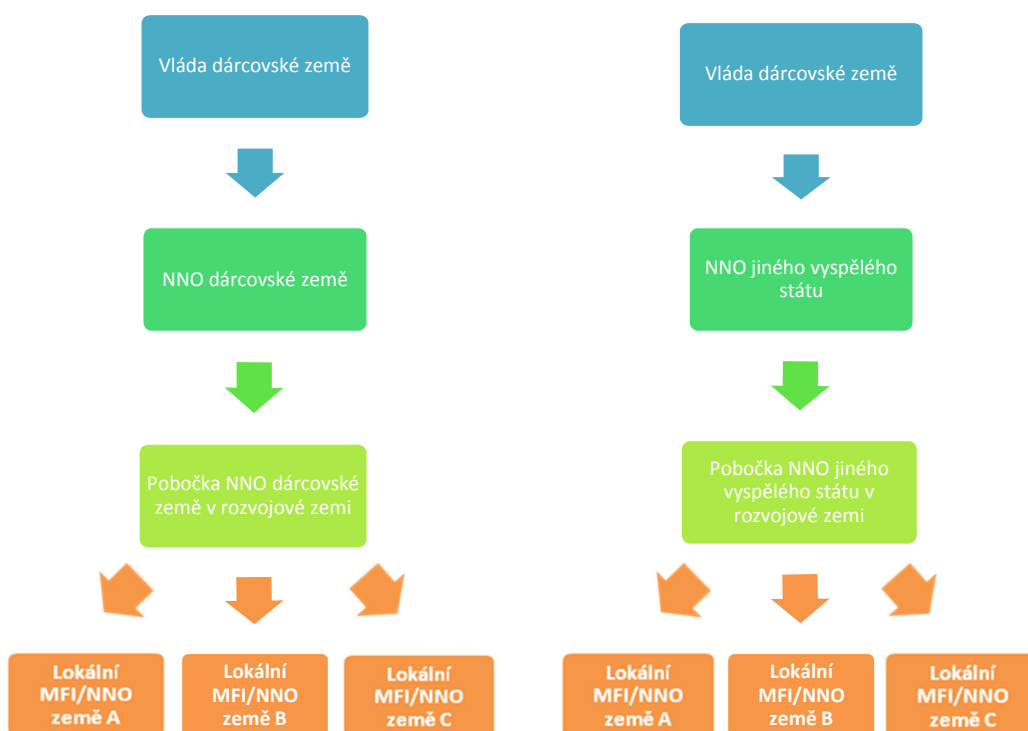 Vláda dárcovské země
NNO dárcovské země
Pobočka NNO dárcovské
země v rozvojové zemi
Lokální
MFI/NNO
země A
Lokální
MFI/NNO
země B
Lokální
MFI/NNO
země C
Vláda dárcovské země
NNO jiného vyspělého
státu
Pobočka NNO jiného
vyspělého státu v
rozvojové zemi
Lokální
MFI/NNO
země A
Lokální
MFI/NNO
země B
Lokální
MFI/NNO
země C